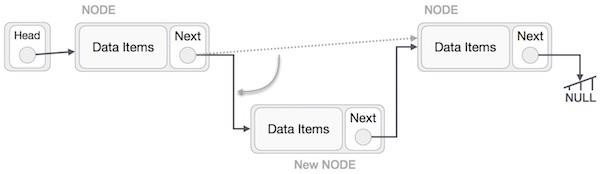 NODE
NODE
Head
Data Items
Next
Data Items
Next
NULL
Data Items
Next
New NODE